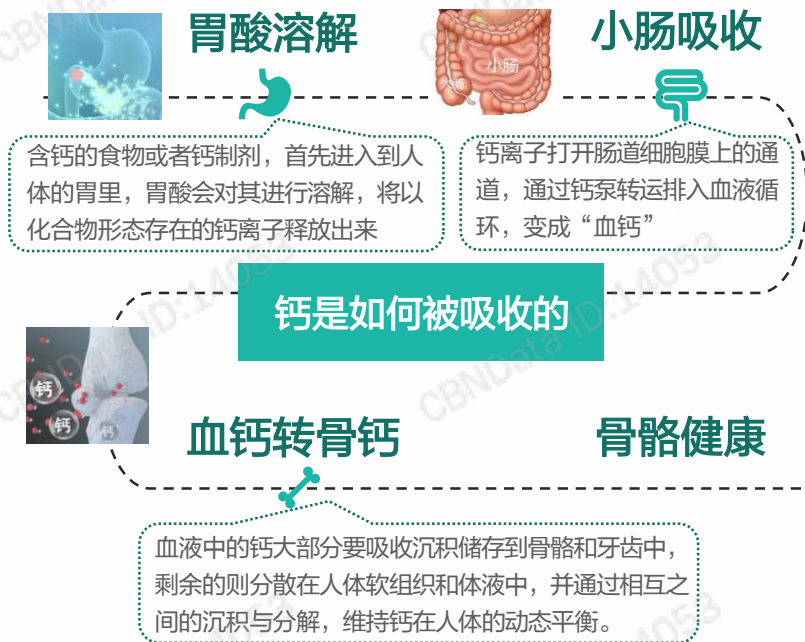 胃酸溶解
小肠吸收
小肠
含钙的食物或者钙制剂，首先进入到人
体的胃里，胃酸会对其进行溶解，将以
化合物形态存在的钙离子释放出来
钙离子打开肠道细胞膜上的通
道，通过钙泵转运排入血液循
环，变成“血钙”
钙是如何被吸收的
钙
钙
钙
血钙转骨钙
骨骼健康
血液中的钙大部分要吸收沉积储存到骨骼和牙齿中，
剩余的则分散在人体软组织和体液中，并通过相互之
间的沉积与分解，维持钙在人体的动态平衡。
CBNData ID:14053